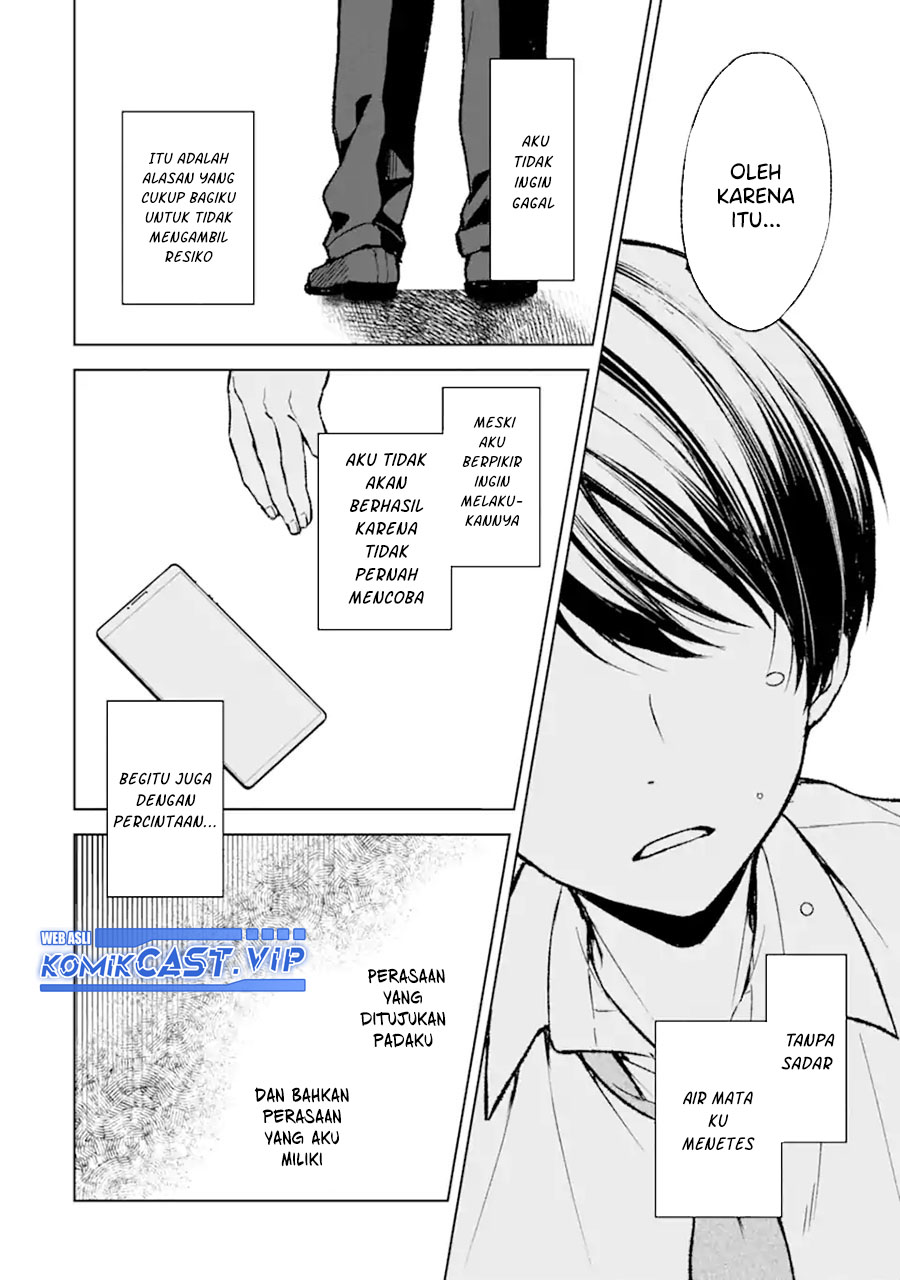 OLEH
KARENA
ITU...
TANPA
SADAR
AIR MATA
KU
MENETES
AKU
TIDAK
INGIN
GAGAL
ITU ADALAH
ALASAN YANG
CUKUP BAGIKU
UNTUK TIDAK
MENGAMBIL
RESIKO
MESKI
AKU
BERPIKIR
INGIN
MELAKU-
KANNYA
AKU TIDAK
AKAN
BERHASIL
KARENA
TIDAK
PERNAH
MENCOBA
BEGITU JUGA
DENGAN
PERCINTAAN...
PERASAAN
YANG
DITUJUKAN
PADAKU
DAN BAHKAN
PERASAAN
YANG AKU
MILIKI
WEB ASLI
KOMIKCAST.VIP